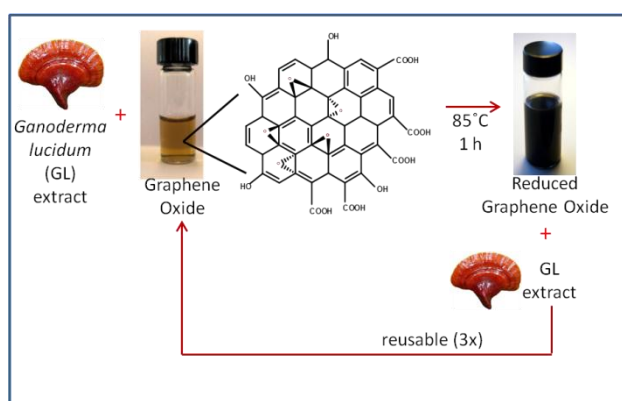 Ganoderma
lucidum
(GL)
extract
+
Graphene
Oxide
OH
COOH
OH
COOH
COOH
COOH
HO
OH
COOH
COOH
COOH
85°C
1 h
Reduced
Graphene Oxide
+
GL
extract
reusable (3x)